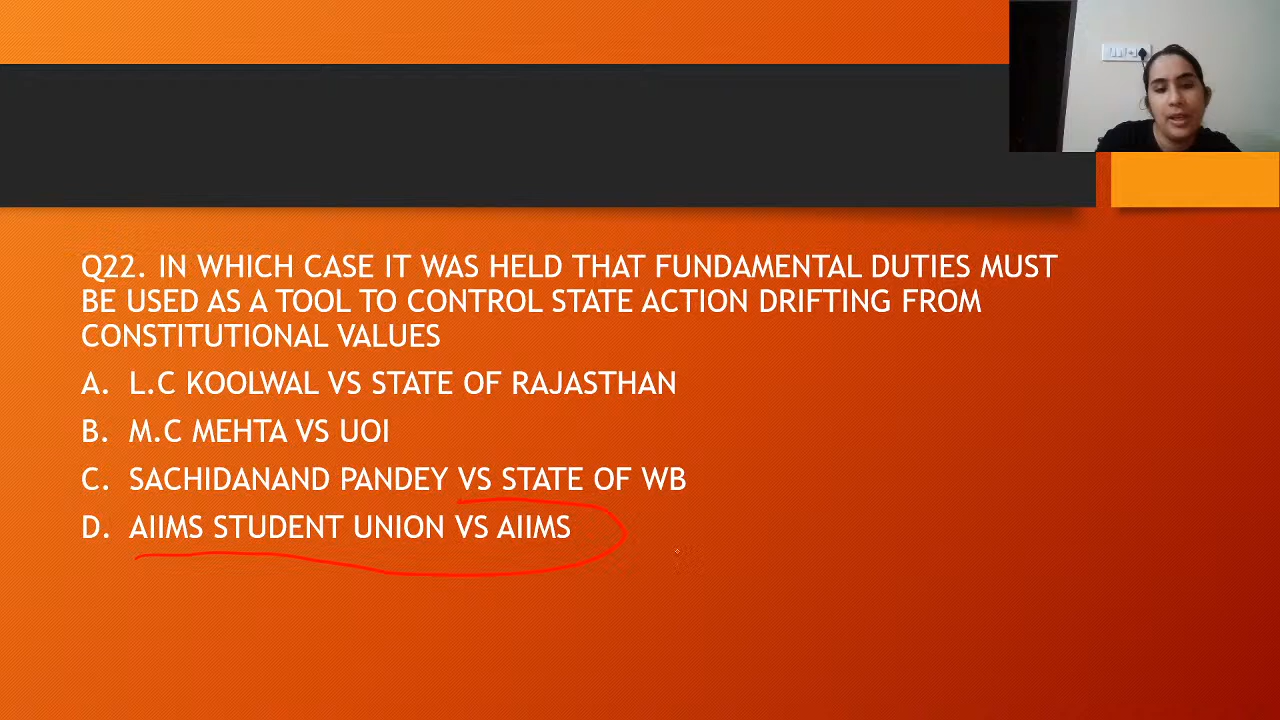 Q22. IN WHICH CASE IT WAS HELD THAT FUNDAMENTAL DUTIES MUST
BE USED AS A TOOL TO CONTROL STATE ACTION DRIFTING FROM
CONSTITUTIONAL VALUES
A. L.C KOOLWAL VS STATE OF RAJASTHAN
B. M.C MEHTA VS UOI
C. SACHIDANAND PANDEY VS STATE OF WB
D. AIIMS STUDENT UNION VS AIIMS